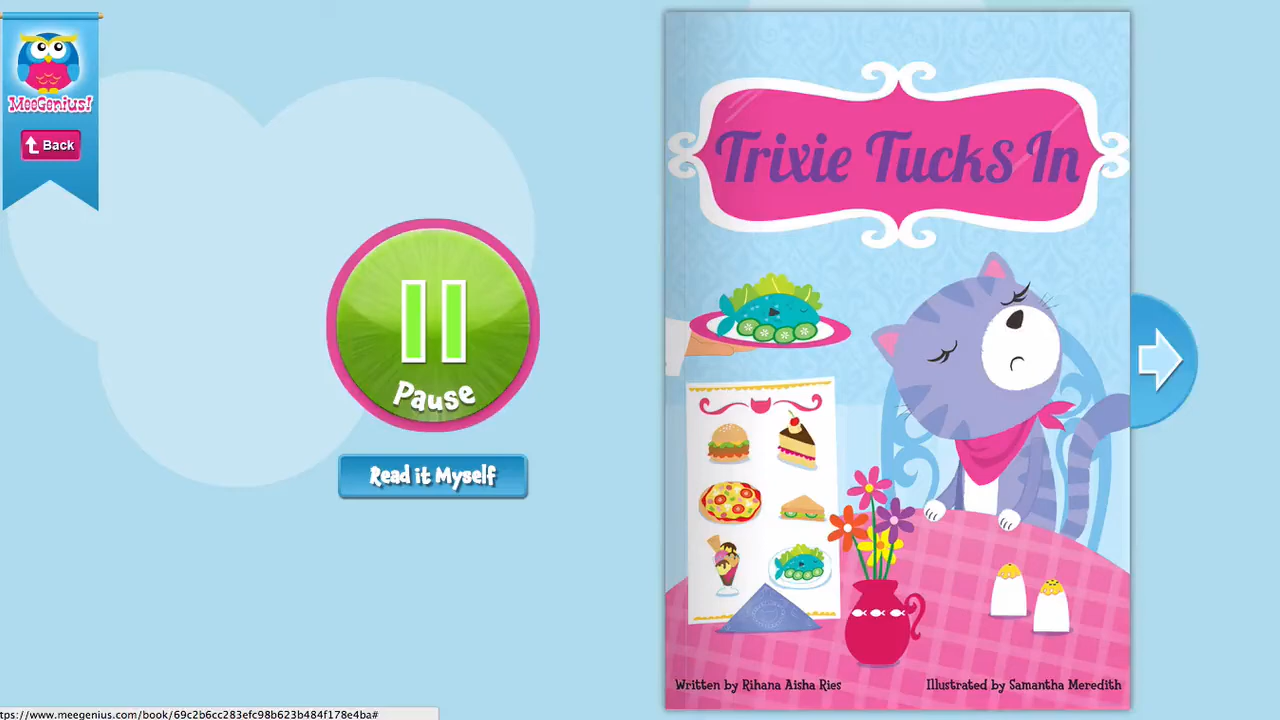 MeeGenius!
Back
Pause
Read it Myself
Trixie Tucks In
Written by Rihana Aisha Ries
Illustrated by Samantha Meredith
tps://www.meegenius.com/book/69c2b6cc283efc98b623b484f178e4ba#